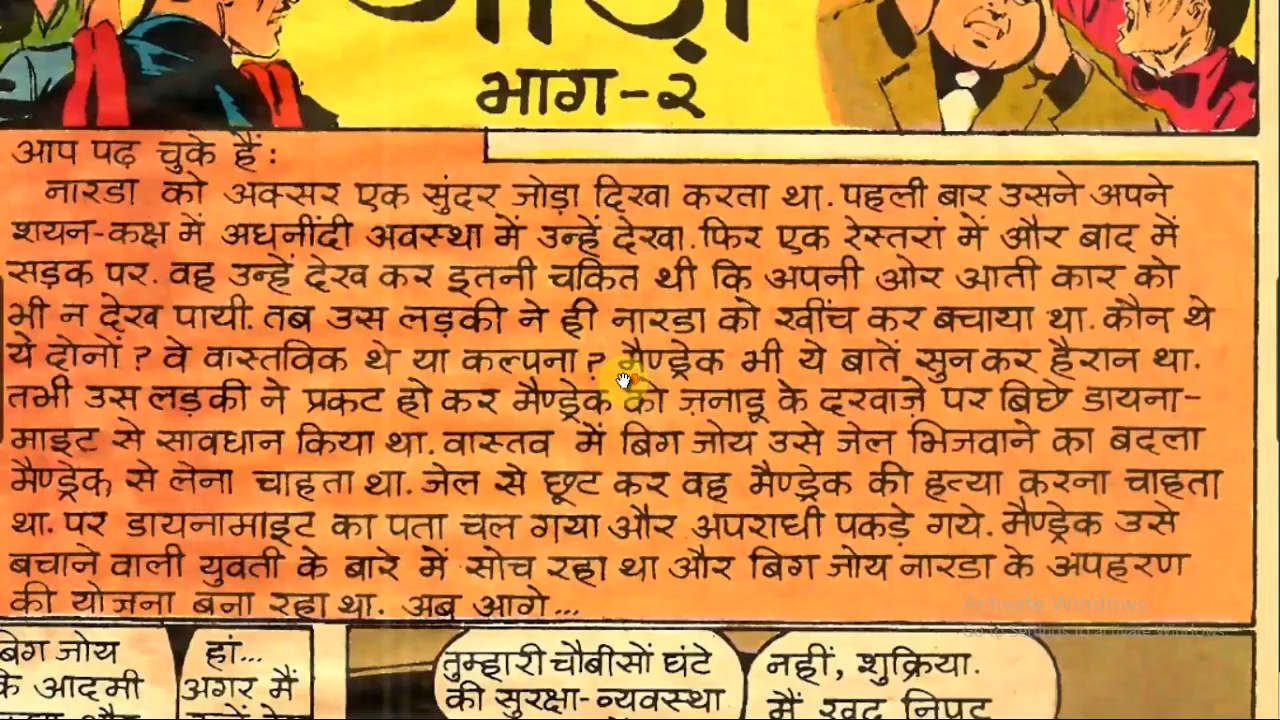 भाग-२
आप पढ़ चुके हैं:
नारडा को अक्सर एक सुंदर जोड़ा दिखा करता था. पहली बार उसने अपने
शयन-कक्ष में अधनींदी अवस्था में उन्हें देखा. फिर एक रेस्तरां में और बाद में
सड़क पर. वह उन्हें देख कर इतनी चकित थी कि अपनी ओर आती कार को
भी न देख पायी. तब उस लड़की ने ही नारडा को खींच कर बचाया था. कौन थे
ये दोनों? वे वास्तविक थे या कल्पना? मैण्ड्रेक भी ये बातें सुन कर हैरान था.
तभी उस लड़की ने प्रकट हो कर मैण्ड्रेक को ज़नाडू के दरवाज़े पर बिछे डायना-
माइट से सावधान किया था. वास्तव में बिग जोय उसे जेल भिजवाने का बदला
मैण्ड्रेक से लेना चाहता था. जेल से छूट कर वह मैण्ड्रेक की हत्या करना चाहता
था. पर डायनामाइट का पता चल गया और अपराधी पकड़े गये. मैण्ड्रेक उसे
बचाने वाली युवती के बारे में सोच रहा था और बिग जोय नारडा के अपहरण
की योजना बना रहा था. अब आगे...
Activate Windows
बिग जोय
के आदमी
हां...
अगर मैं
तुम्हारी चौबीसों घंटे
की सुरक्षा-व्यवस्था
नहीं, शुक्रिया.
मैं खुद निपट